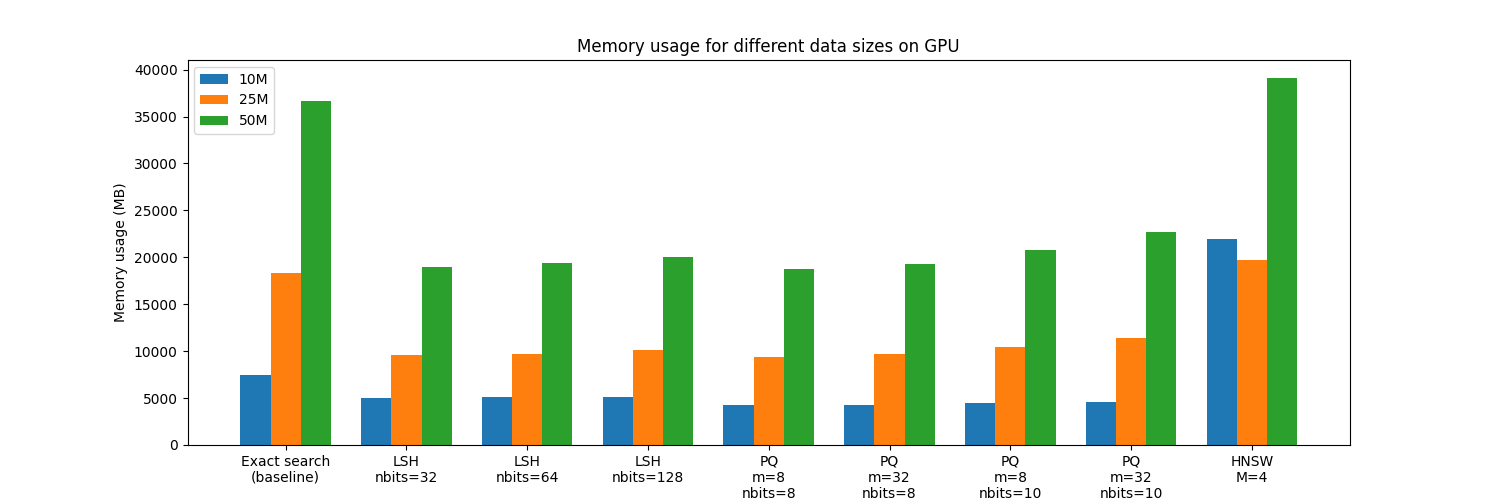 Memory usage for different data sizes on GPU
10M
25M
50M
Memory usage (MB)
40000
35000
30000
25000
20000
15000
10000
5000
0
Exact search
(baseline)
LSH
nbits=32
LSH
nbits=64
LSH
nbits=128
PQ
m=8
nbits=8
PQ
m=32
nbits=8
PQ
m=8
nbits=10
PQ
m=32
nbits=10
HNSW
M=4